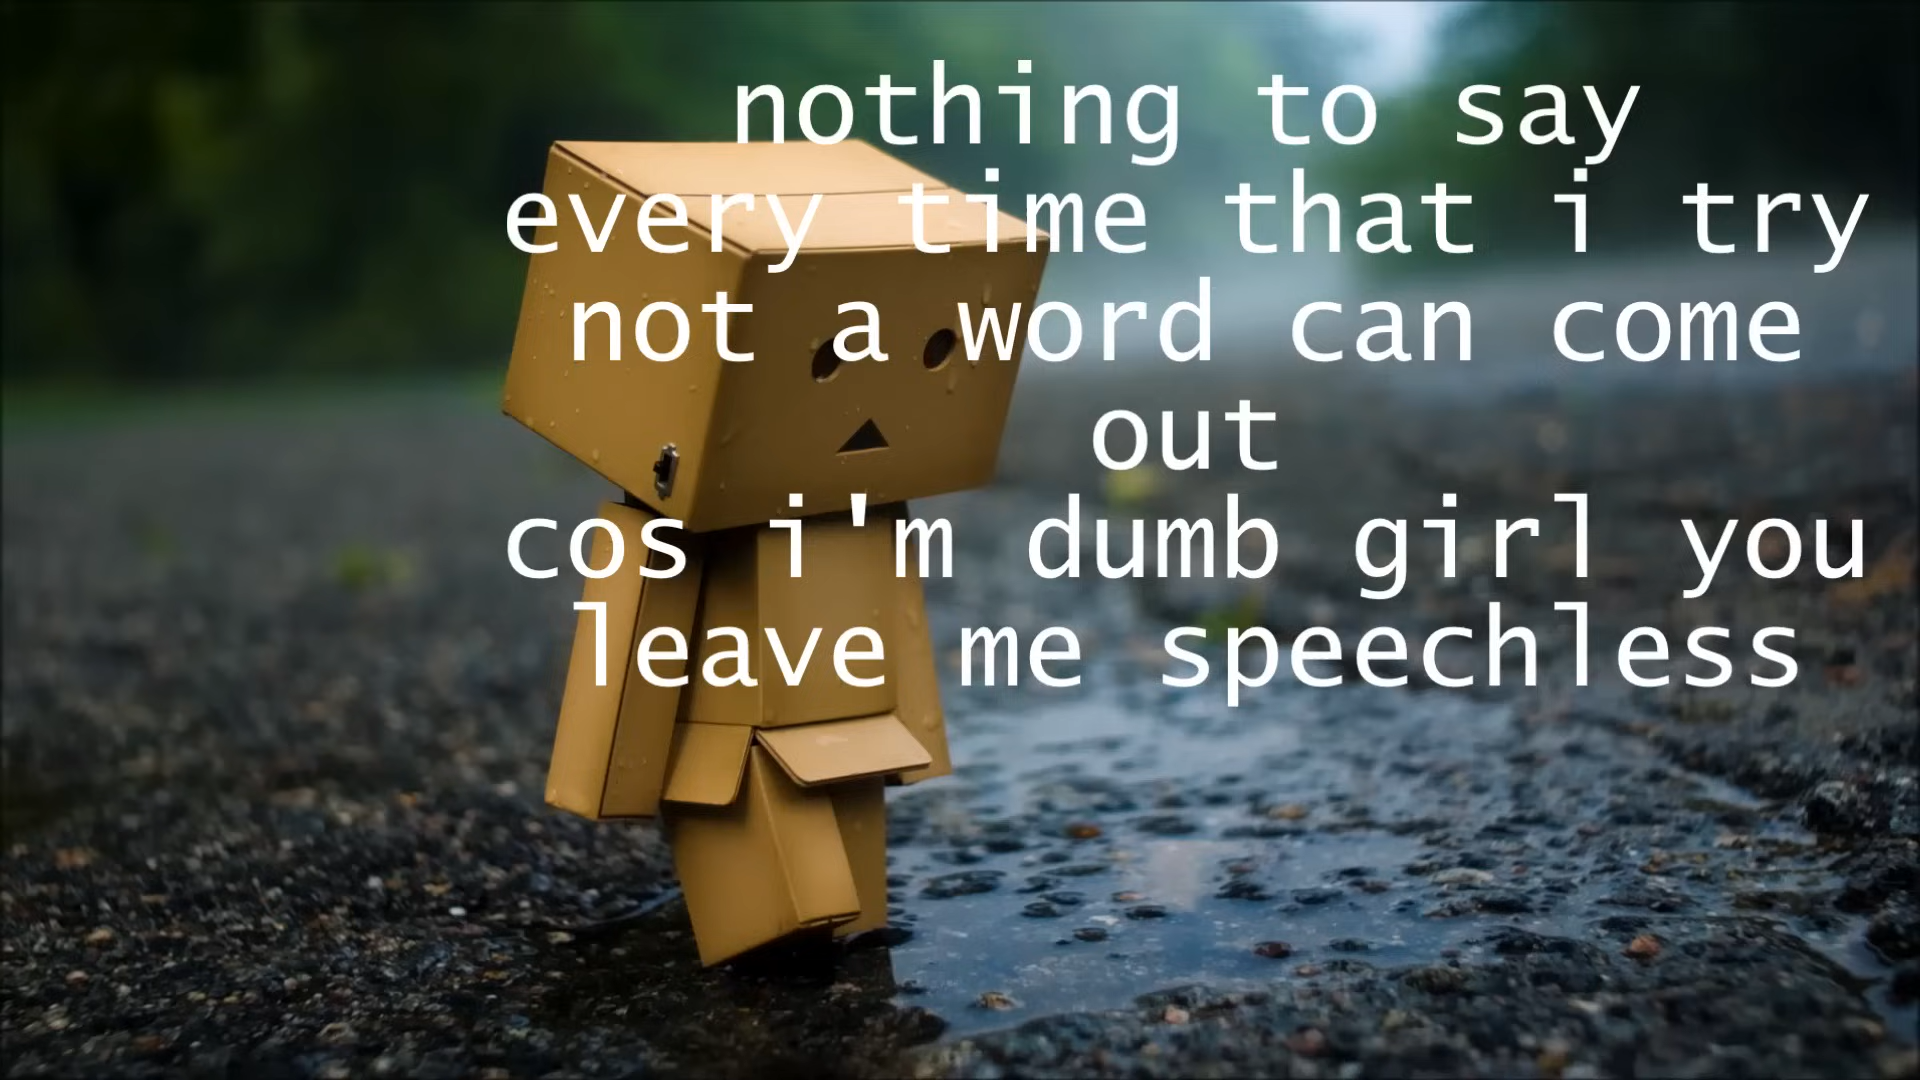 nothing to say
every time that i try
not a word can come
out
cos i'm dumb girl you
leave me speechless